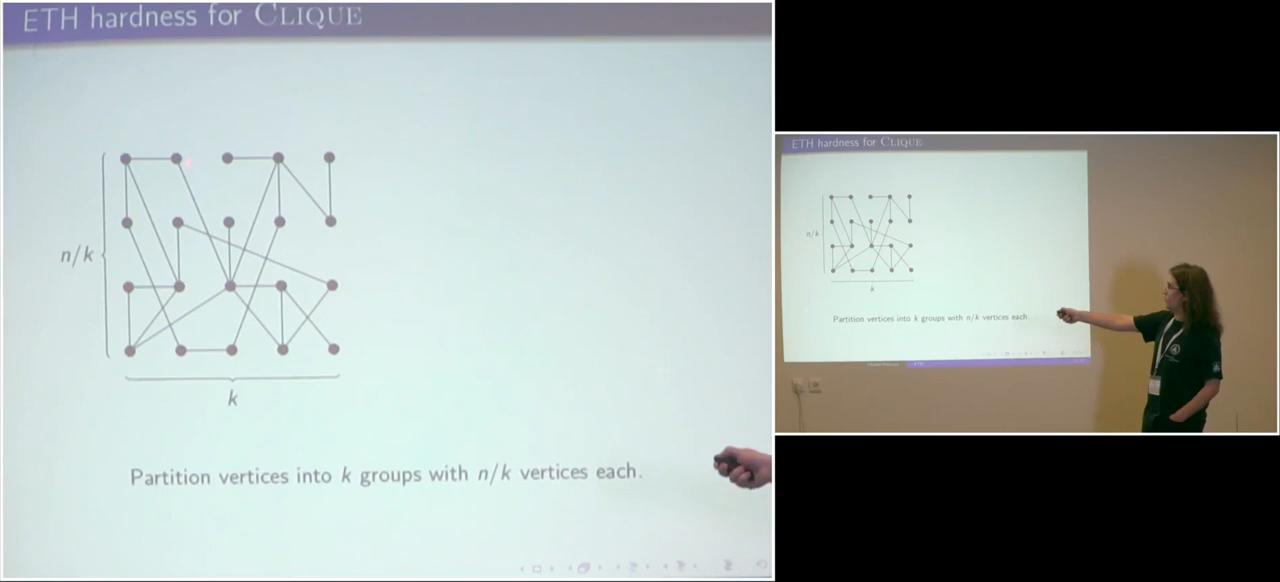 ETH hardness for CLIQUE
n/k
k
Partition vertices into k groups with n/k vertices each.
ETH hardness for CLIQUE
n/k
k
Partition vertices into k groups with n/k vertices each.